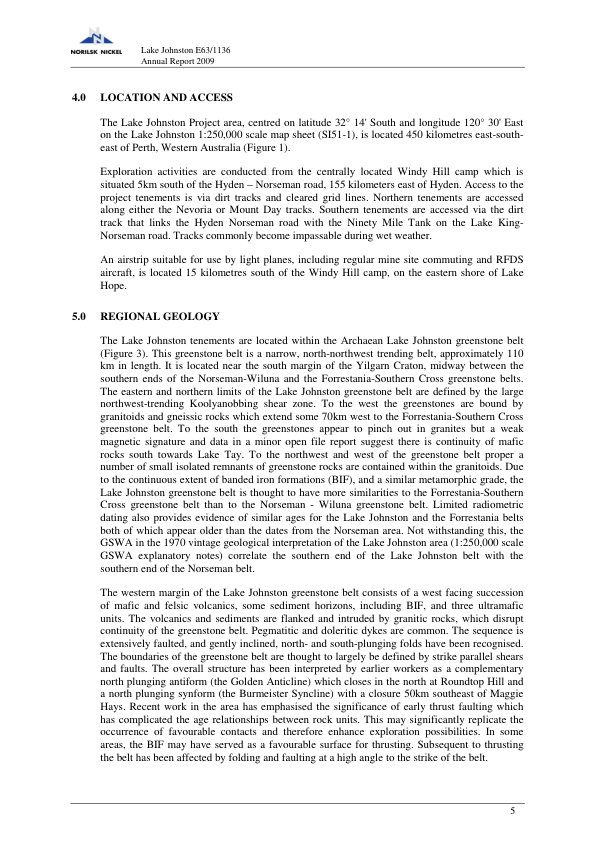 NORILSK NICKEL
Lake Johnston E63/1136
Annual Report 2009
4.0 LOCATION AND ACCESS
The Lake Johnston Project area, centred on latitude 32° 14' South and longitude 120° 30' East
on the Lake Johnston 1:250,000 scale map sheet (SI51-1), is located 450 kilometres east-south-
east of Perth, Western Australia (Figure 1).
Exploration activities are conducted from the centrally located Windy Hill camp which is
situated 5km south of the Hyden – Norseman road, 155 kilometers east of Hyden. Access to the
project tenements is via dirt tracks and cleared grid lines. Northern tenements are accessed
along either the Nevoria or Mount Day tracks. Southern tenements are accessed via the dirt
track that links the Hyden Norseman road with the Ninety Mile Tank on the Lake King-
Norseman road. Tracks commonly become impassable during wet weather.
An airstrip suitable for use by light planes, including regular mine site commuting and RFDS
aircraft, is located 15 kilometres south of the Windy Hill camp, on the eastern shore of Lake
Hope.
5.0 REGIONAL GEOLOGY
The Lake Johnston tenements are located within the Archaean Lake Johnston greenstone belt
(Figure 3). This greenstone belt is a narrow, north-northwest trending belt, approximately 110
km in length. It is located near the south margin of the Yilgarn Craton, midway between the
southern ends of the Norseman-Wiluna and the Forrestania-Southern Cross greenstone belts.
The eastern and northern limits of the Lake Johnston greenstone belt are defined by the large
northwest-trending Koolyanobbing shear zone. To the west the greenstones are bound by
granitoids and gneissic rocks which extend some 70km west to the Forrestania-Southern Cross
greenstone belt. To the south the greenstones appear to pinch out in granites but a weak
magnetic signature and data in a minor open file report suggest there is continuity of mafic
rocks south towards Lake Tay. To the northwest and west of the greenstone belt proper a
number of small isolated remnants of greenstone rocks are contained within the granitoids. Due
to the continuous extent of banded iron formations (BIF), and a similar metamorphic grade, the
Lake Johnston greenstone belt is thought to have more similarities to the Forrestania-Southern
Cross greenstone belt than to the Norseman - Wiluna greenstone belt. Limited radiometric
dating also provides evidence of similar ages for the Lake Johnston and the Forrestania belts
both of which appear older than the dates from the Norseman area. Not withstanding this, the
GSWA in the 1970 vintage geological interpretation of the Lake Johnston area (1:250,000 scale
GSWA explanatory notes) correlate the southern end of the Lake Johnston belt with the
southern end of the Norseman belt.
The western margin of the Lake Johnston greenstone belt consists of a west facing succession
of mafic and felsic volcanics, some sediment horizons, including BIF, and three ultramafic
units. The volcanics and sediments are flanked and intruded by granitic rocks, which disrupt
continuity of the greenstone belt. Pegmatitic and doleritic dykes are common. The sequence is
extensively faulted, and gently inclined, north- and south-plunging folds have been recognised.
The boundaries of the greenstone belt are thought to largely be defined by strike parallel shears
and faults. The overall structure has been interpreted by earlier workers as a complementary
north plunging antiform (the Golden Anticline) which closes in the north at Roundtop Hill and
a north plunging synform (the Burmeister Syncline) with a closure 50km southeast of Maggie
Hays. Recent work in the area has emphasised the significance of early thrust faulting which
has complicated the age relationships between rock units. This may significantly replicate the
occurrence of favourable contacts and therefore enhance exploration possibilities. In some
areas, the BIF may have served as a favourable surface for thrusting. Subsequent to thrusting
the belt has been affected by folding and faulting at a high angle to the strike of the belt.
5